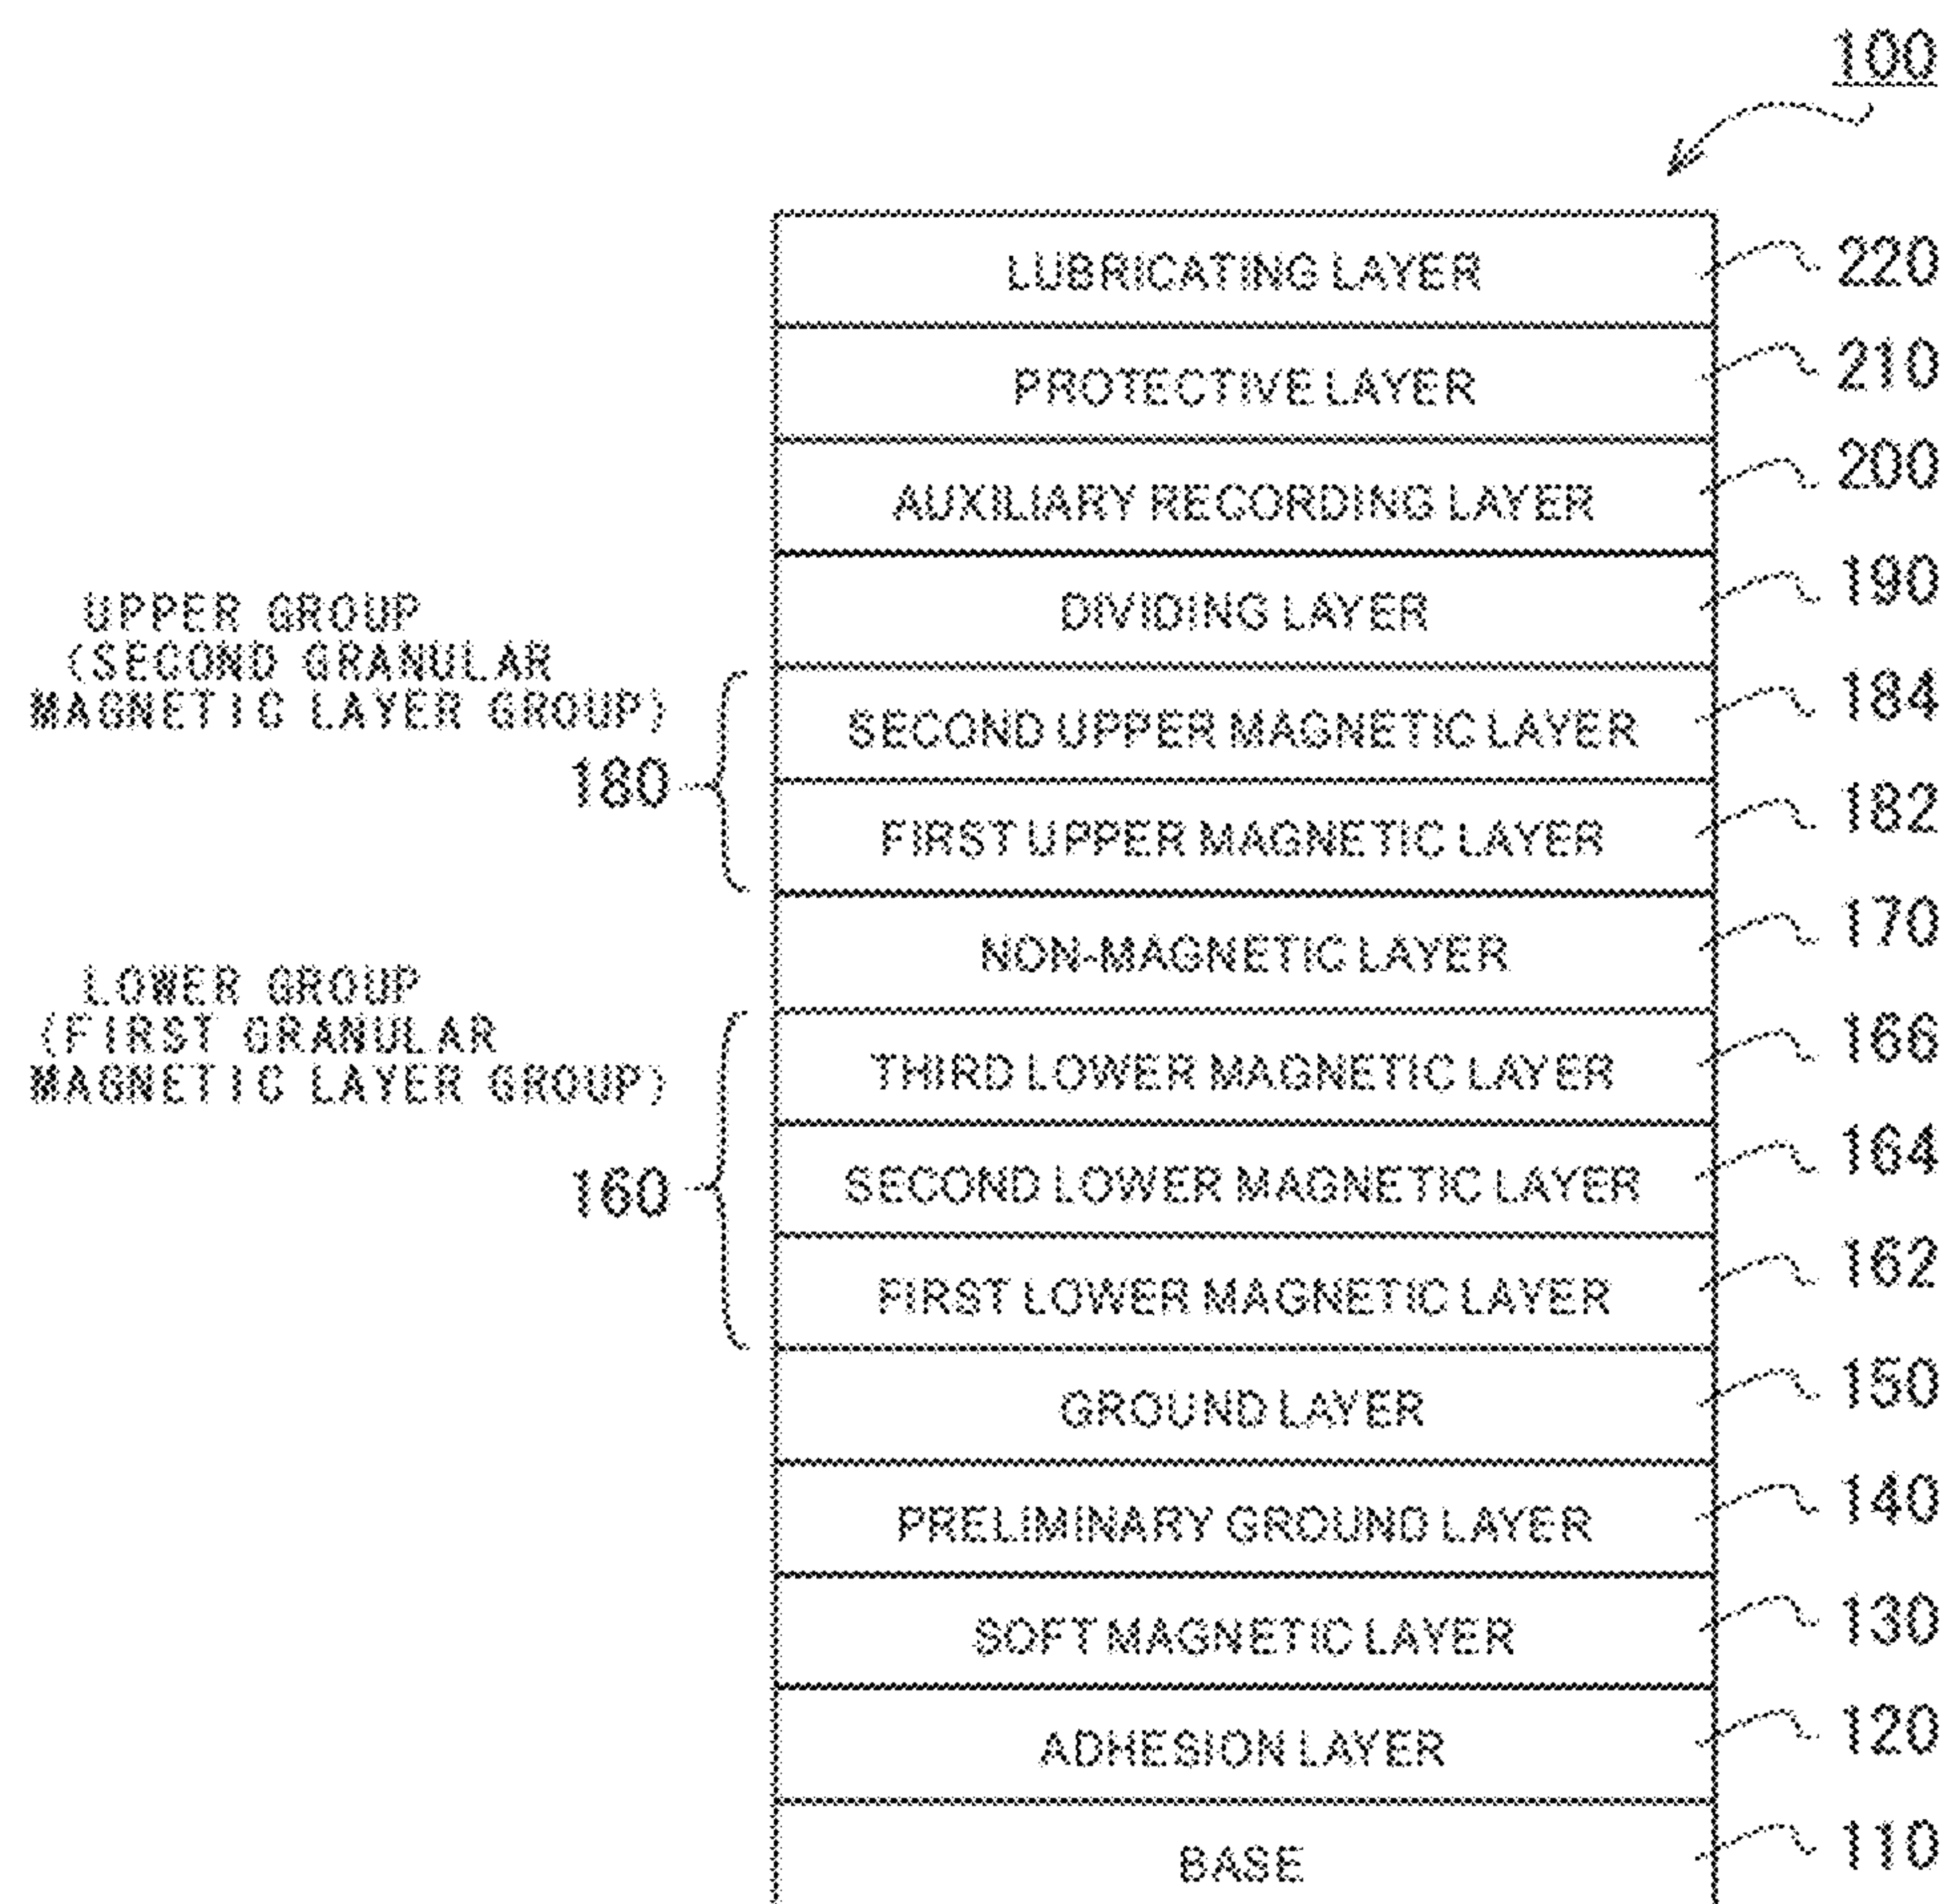 100
LUBRICATING LAYER 220
PROTECTIVE LAYER 210
AUXILIARY RECORDING LAYER 200
DIVIDING LAYER 190
UPPER GROUP
(SECOND GRANULAR
MAGNETIC LAYER GROUP)
180
SECOND UPPER MAGNETIC LAYER 184
FIRST UPPER MAGNETIC LAYER 182
NON-MAGNETIC LAYER 170
LOWER GROUP
(FIRST GRANULAR
MAGNETIC LAYER GROUP)
160
THIRD LOWER MAGNETIC LAYER 166
SECOND LOWER MAGNETIC LAYER 164
FIRST LOWER MAGNETIC LAYER 162
GROUND LAYER 150
PRELIMINARY GROUND LAYER 140
SOFT MAGNETIC LAYER 130
ADHESION LAYER 120
BASE 110